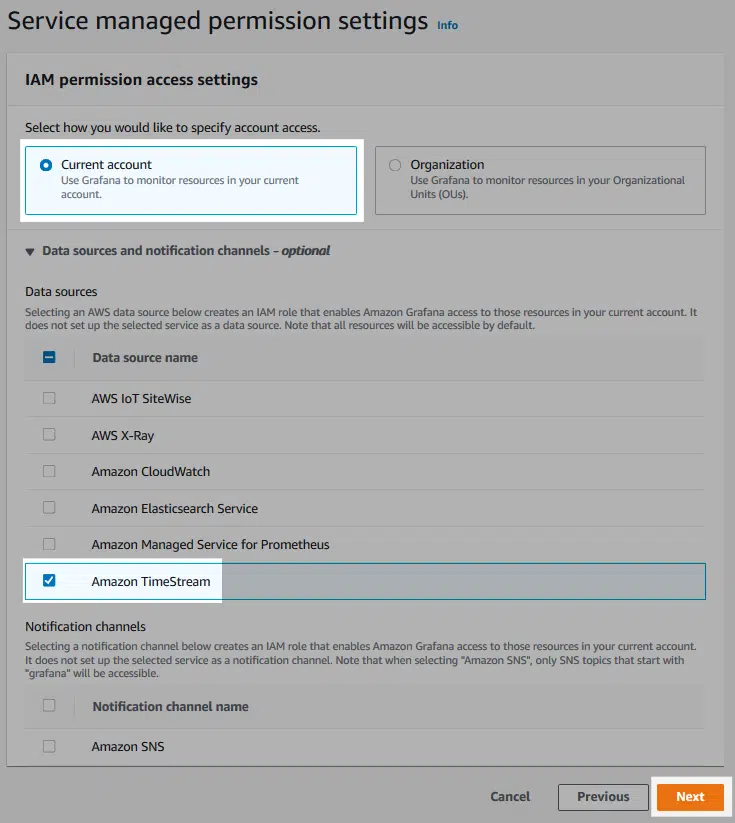 Service managed permission settings Info
IAM permission access settings
Select how you would like to specify account access.
Current account
Use Grafana to monitor resources in your current
account.
Organization
Use Grafana to monitor resources in your Organizational
Units (OUs).
Data sources and notification channels – optional
Data sources
Selecting an AWS data source below creates an IAM role that enables Amazon Grafana access to those resources in your current account. It
does not set up the selected service as a data source. Note that all resources will be accessible by default.
Data source name
AWS IoT SiteWise
AWS X-Ray
Amazon CloudWatch
Amazon Elasticsearch Service
Amazon Managed Service for Prometheus
Amazon TimeStream
Notification channels
Selecting a notification channel below creates an IAM role that enables Amazon Grafana access to those resources in your current account.
It does not set up the selected service as a notification channel. Note that when selecting "Amazon SNS", only SNS topics that start with
"grafana" will be accessible.
Notification channel name
Amazon SNS
Cancel Previous Next